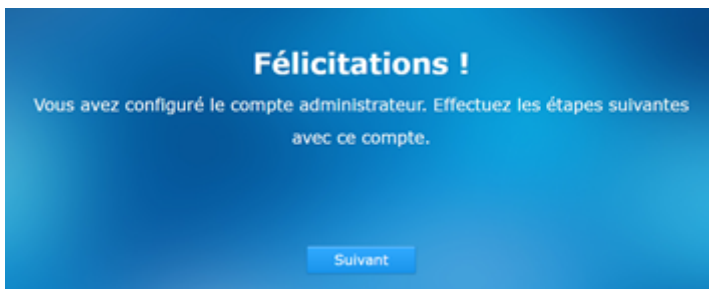 Félicitations !
Vous avez configuré le compte administrateur. Effectuez les étapes suivantes
avec ce compte.
Suivant